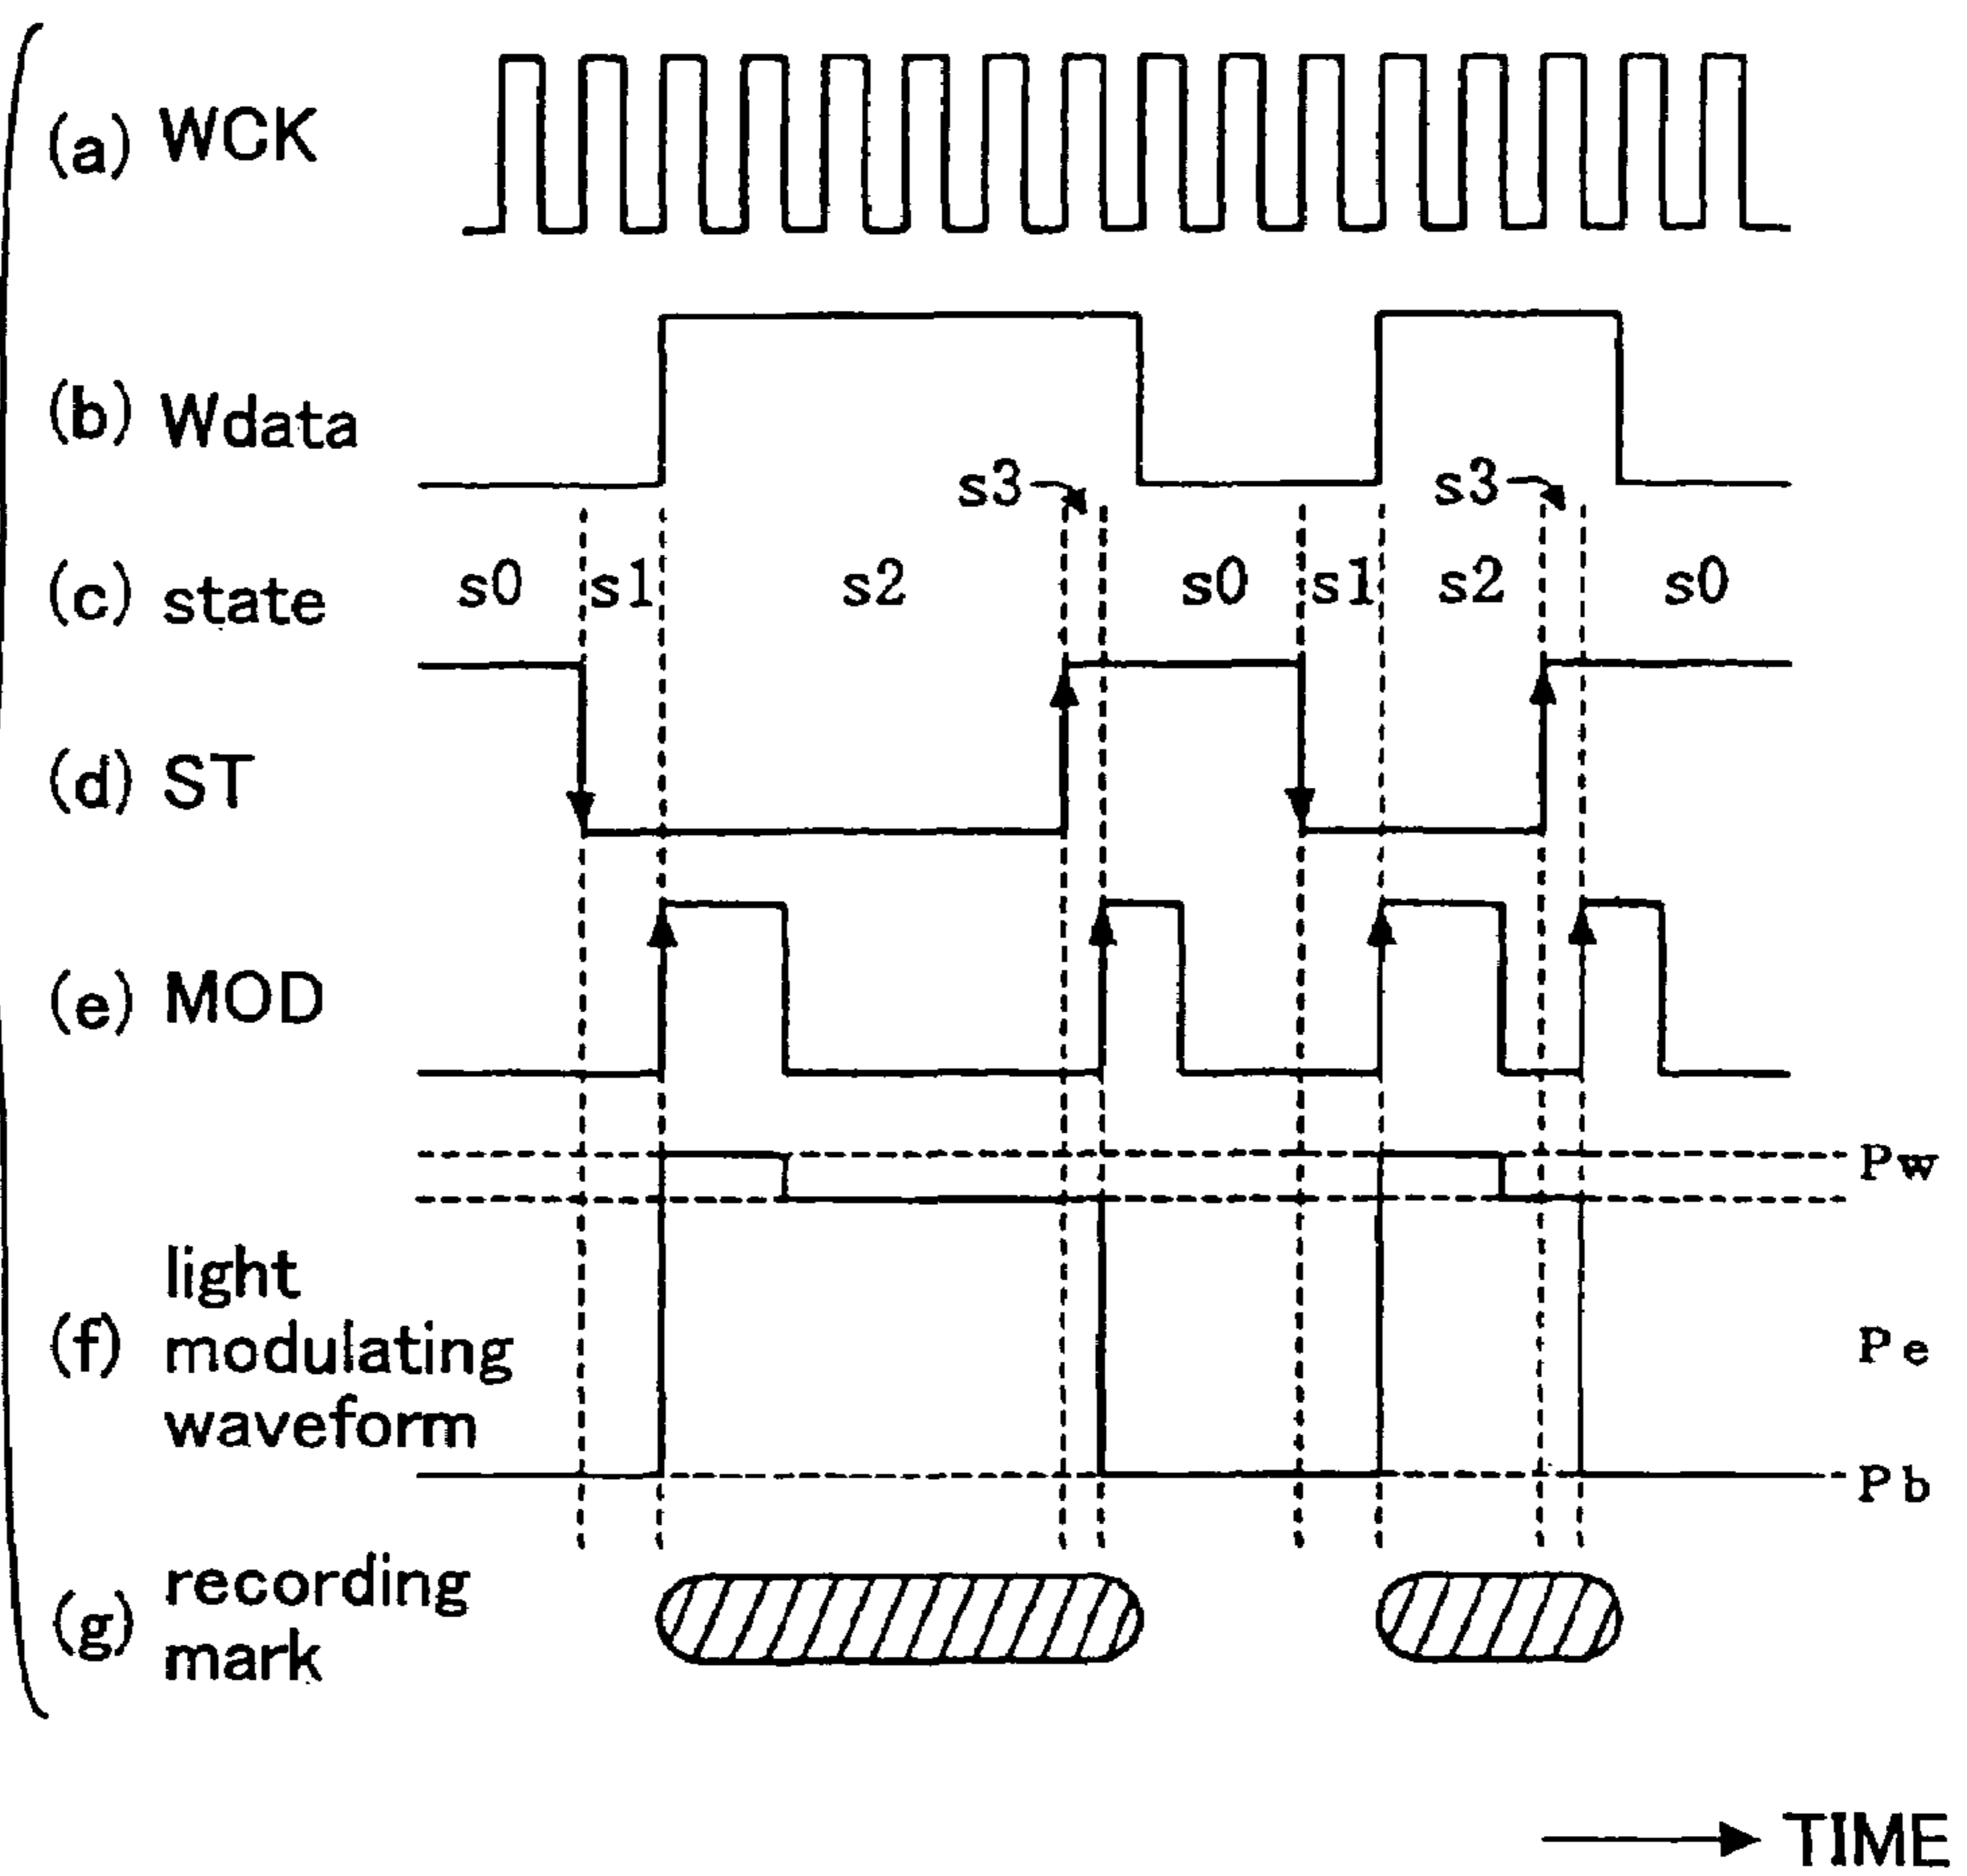 (a) WCK
(b) Wdata
s3 s3
(c) state s0 s1 s2 s0 s1 s2 s0
(d) ST
(e) MOD
Pw
(f) light modulating waveform
Pe
Pb
(g) recording mark
TIME